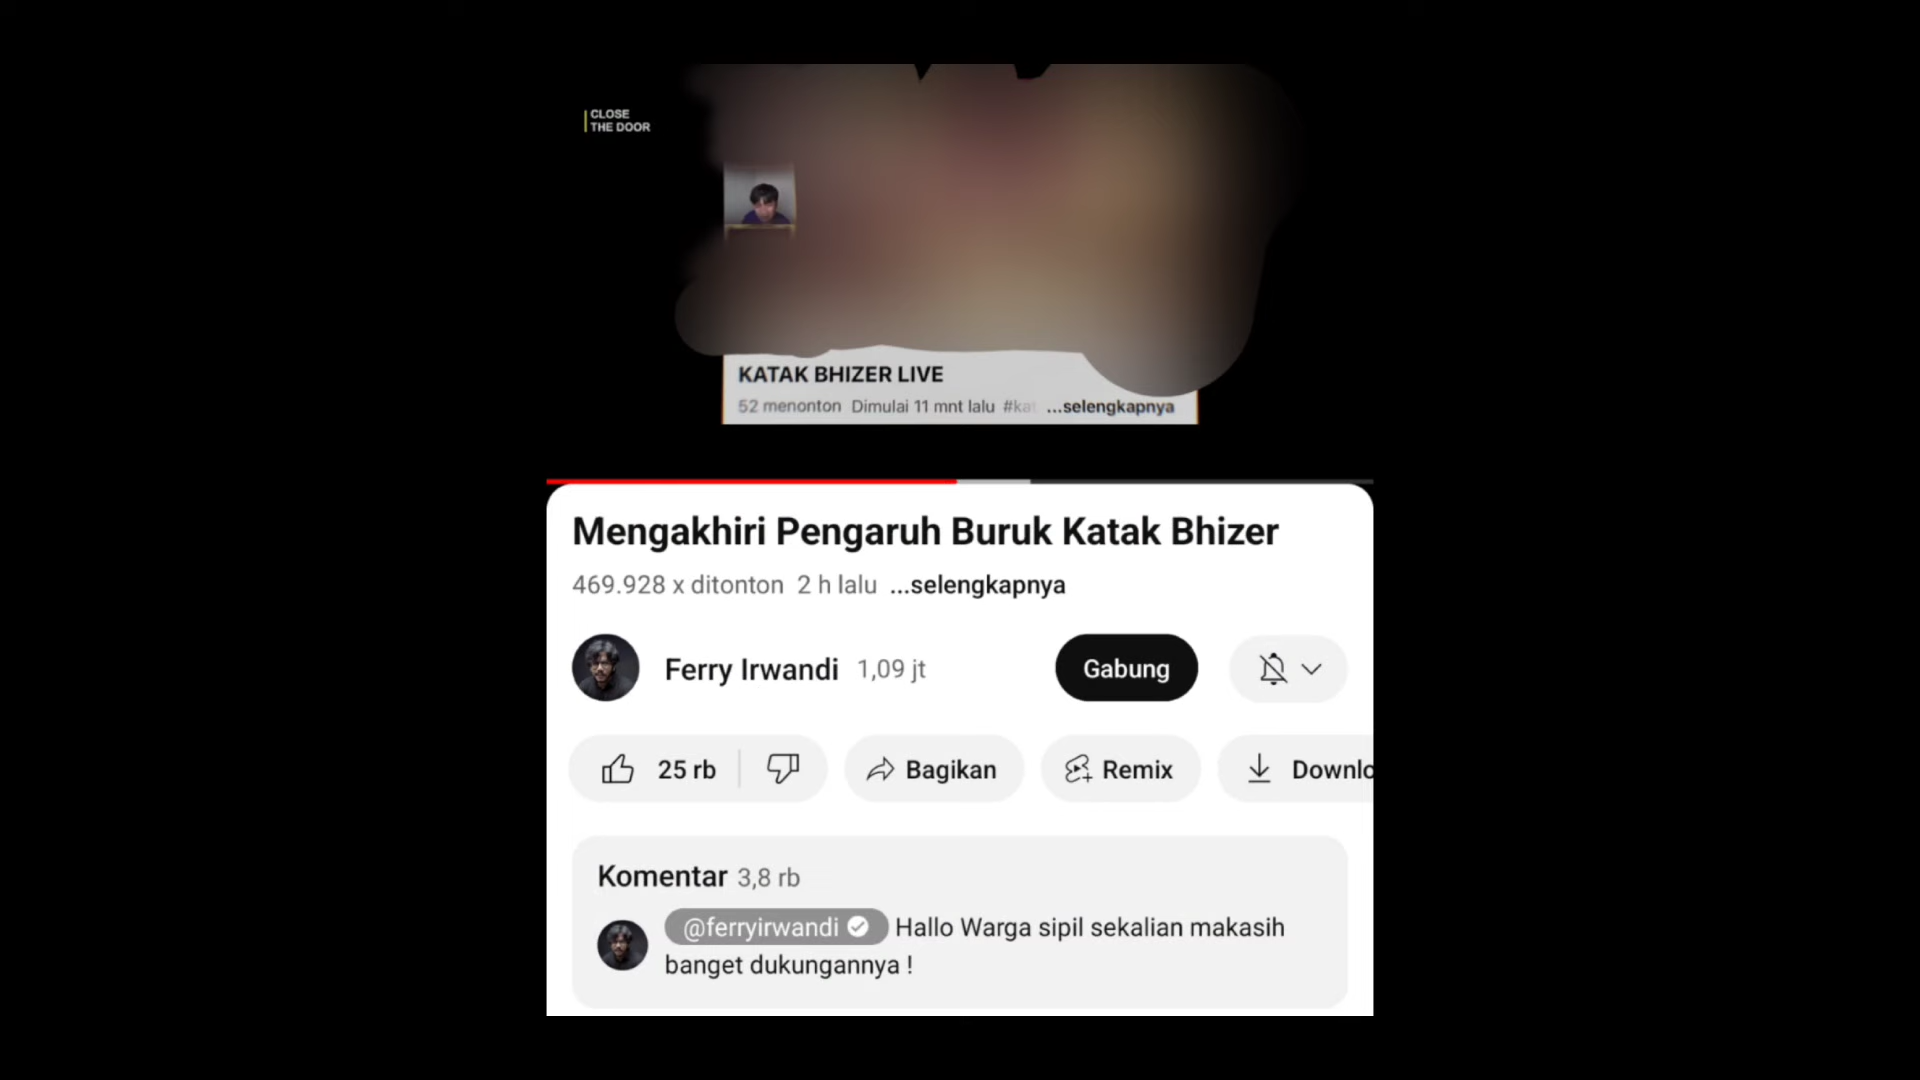 CLOSE
THE DOOR
KATAK BHIZER LIVE
52 menonton Dimulai 11 mnt lalu #kat ...selengkapnya
Mengakhiri Pengaruh Buruk Katak Bhizer
469.928 x ditonton 2 h lalu ...selengkapnya
Ferry Irwandi 1,09 jt Gabung
25 rb Bagikan Remix Downlo
Komentar 3,8 rb
@ferryirwandi Hallo Warga sipil sekalian makasih
banget dukungannya !